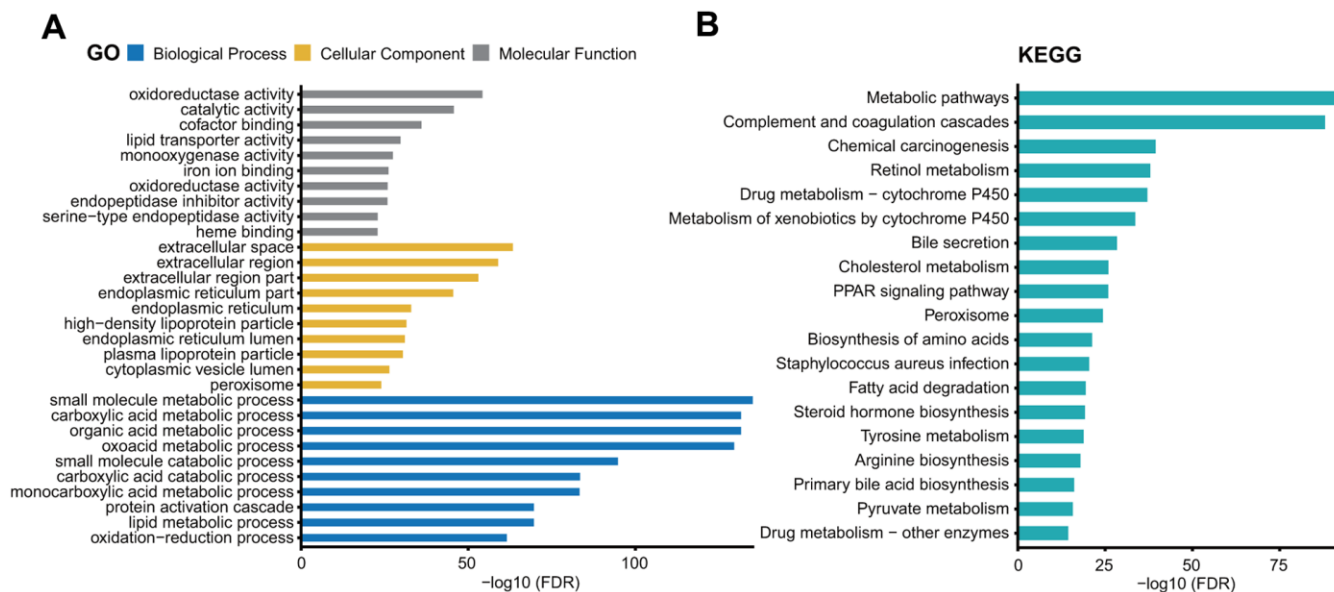 A
GO Biological Process Cellular Component Molecular Function
oxidoreductase activity
catalytic activity
cofactor binding
lipid transporter activity
monooxygenase activity
iron ion binding
oxidoreductase activity
endopeptidase inhibitor activity
serine−type endopeptidase activity
heme binding
extracellular space
extracellular region
extracellular region part
endoplasmic reticulum part
endoplasmic reticulum
high−density lipoprotein particle
endoplasmic reticulum lumen
plasma lipoprotein particle
cytoplasmic vesicle lumen
peroxisome
small molecule metabolic process
carboxylic acid metabolic process
organic acid metabolic process
oxoacid metabolic process
small molecule catabolic process
carboxylic acid catabolic process
monocarboxylic acid metabolic process
protein activation cascade
lipid metabolic process
oxidation−reduction process
0 50 100
−log10 (FDR)
B
KEGG
Metabolic pathways
Complement and coagulation cascades
Chemical carcinogenesis
Retinol metabolism
Drug metabolism − cytochrome P450
Metabolism of xenobiotics by cytochrome P450
Bile secretion
Cholesterol metabolism
PPAR signaling pathway
Peroxisome
Biosynthesis of amino acids
Staphylococcus aureus infection
Fatty acid degradation
Steroid hormone biosynthesis
Tyrosine metabolism
Arginine biosynthesis
Primary bile acid biosynthesis
Pyruvate metabolism
Drug metabolism − other enzymes
0 25 50 75
−log10 (FDR)